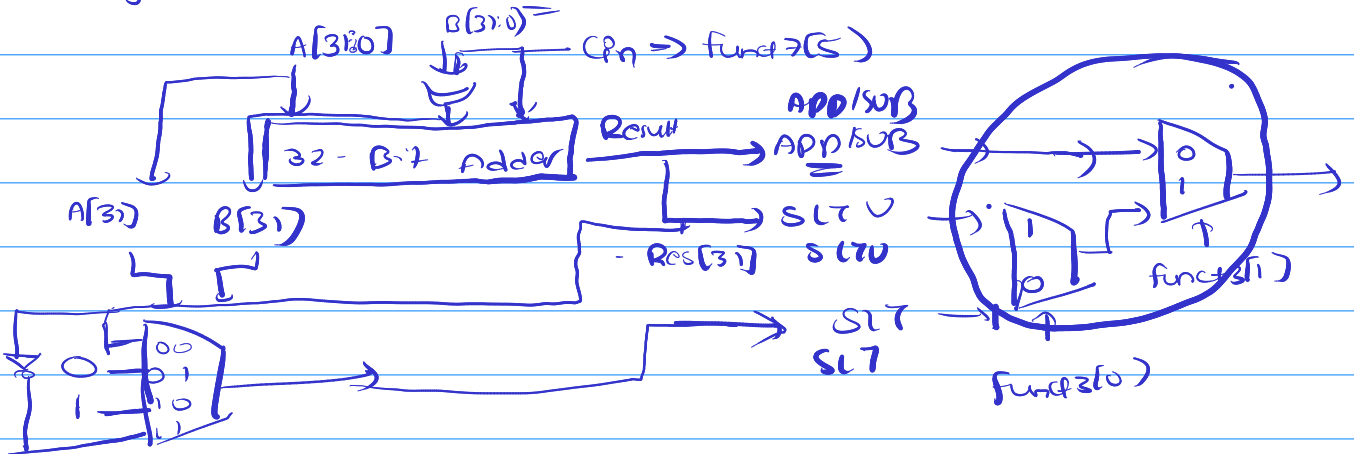 B[31:0]
A[31:0]
Cin → funct7[5]
ADD/SUB
Result
ADD/SUB
0
1
32-Bit Adder
A[31]
B[31]
SLTU
1
Res[31]
SLTU
0
funct3[1]
SLT
00
0
01
SLT
funct3[0]
1
10
11